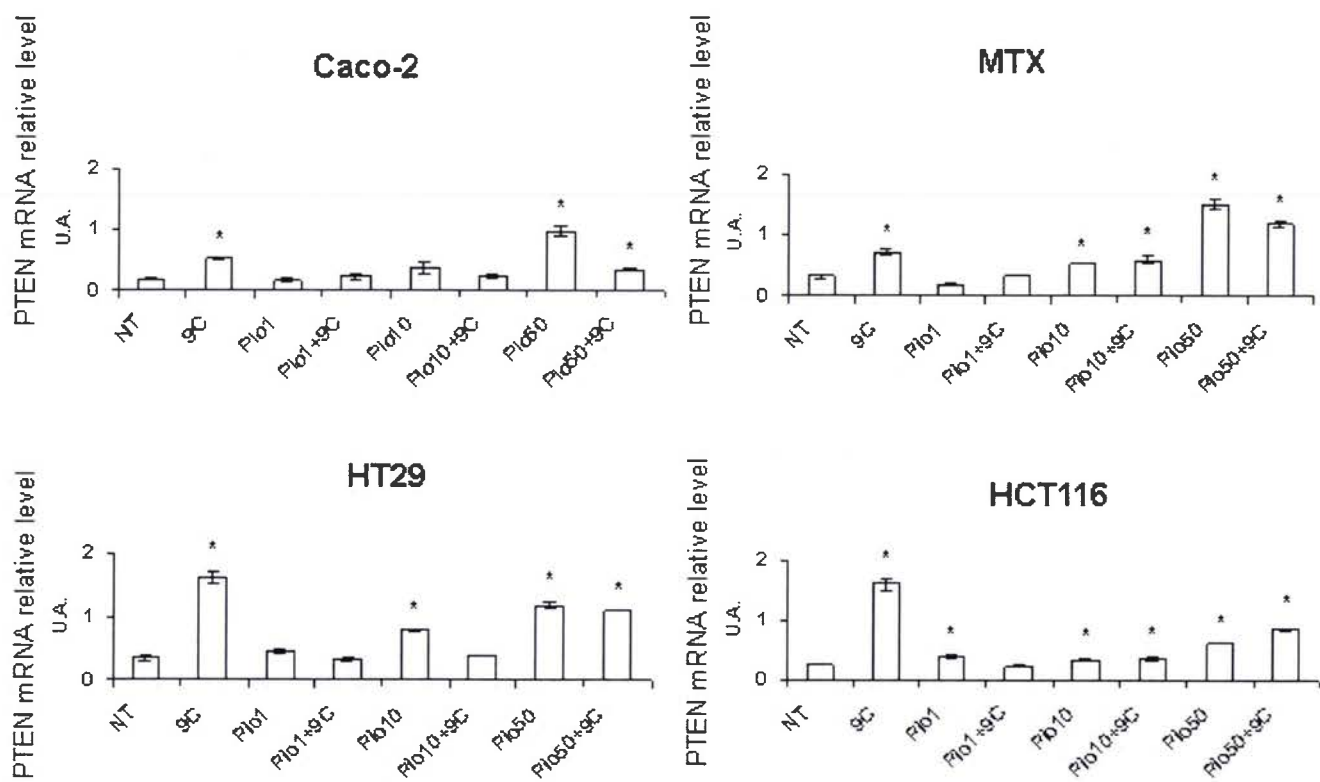 Caco-2
PTEN mRNA relative level
U.A.
2
1
0
*
*
*
NT
9C
Pio1
Pio1+9C
Pio10
Pio10+9C
Pio50
Pio50+9C
MTX
PTEN mRNA relative level
U.A.
2
1
0
*
*
*
*
*
NT
9C
Pio1
Pio1+9C
Pio10
Pio10+9C
Pio50
Pio50+9C
HT29
PTEN mRNA relative level
U.A.
2
1
0
*
*
*
*
NT
9C
Pio1
Pio1+9C
Pio10
Pio10+9C
Pio50
Pio50+9C
HCT116
PTEN mRNA relative level
U.A.
2
1
0
*
*
*
*
*
*
NT
9C
Pio1
Pio1+9C
Pio10
Pio10+9C
Pio50
Pio50+9C